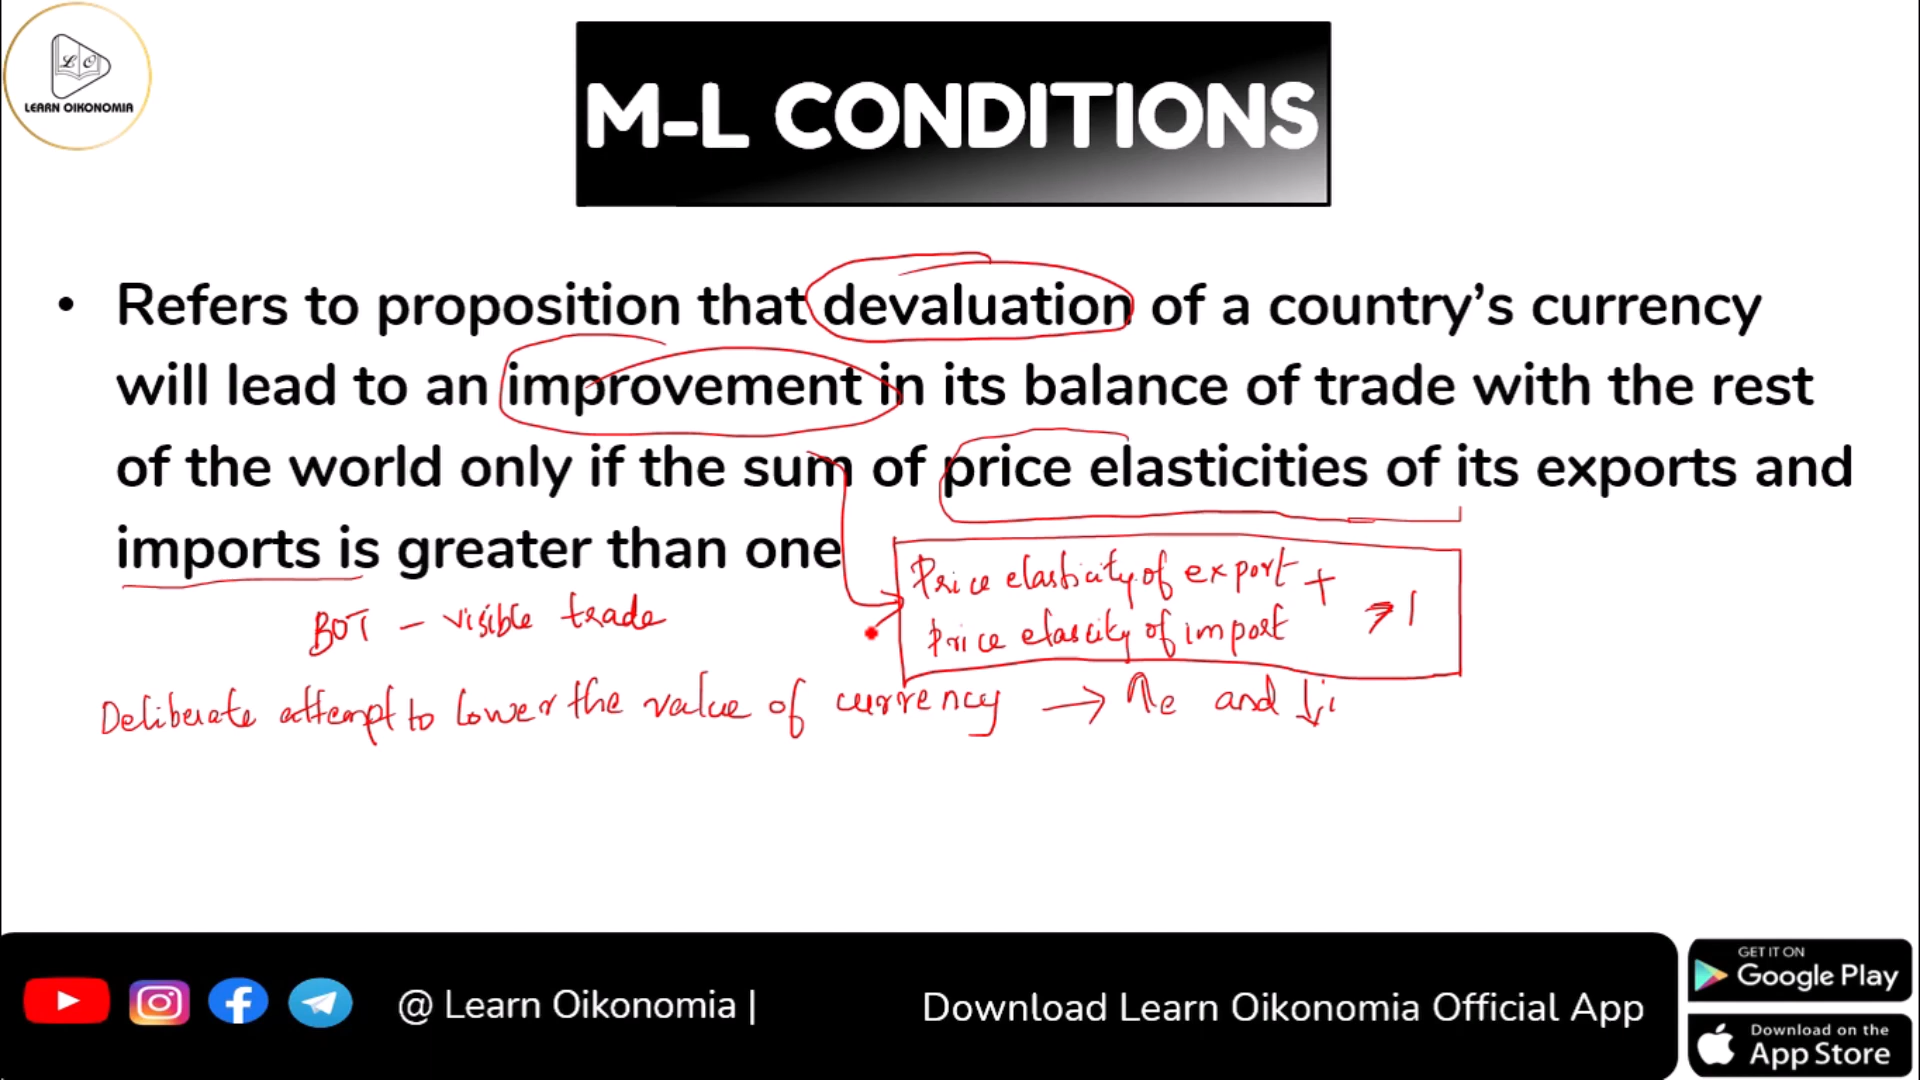 LO
LEARN OIKONOMIA
M-L CONDITIONS
• Refers to proposition that devaluation of a country's currency
will lead to an improvement in its balance of trade with the rest
of the world only if the sum of price elasticities of its exports and
imports is greater than one
Price elasticity of export +
Price elascity of import > 1
BOT - visible trade
Deliberate attempt to lower the value of currency → ↑e and ↓i
@ Learn Oikonomia |
Download Learn Oikonomia Official App
GET IT ON
Google Play
Download on the
App Store